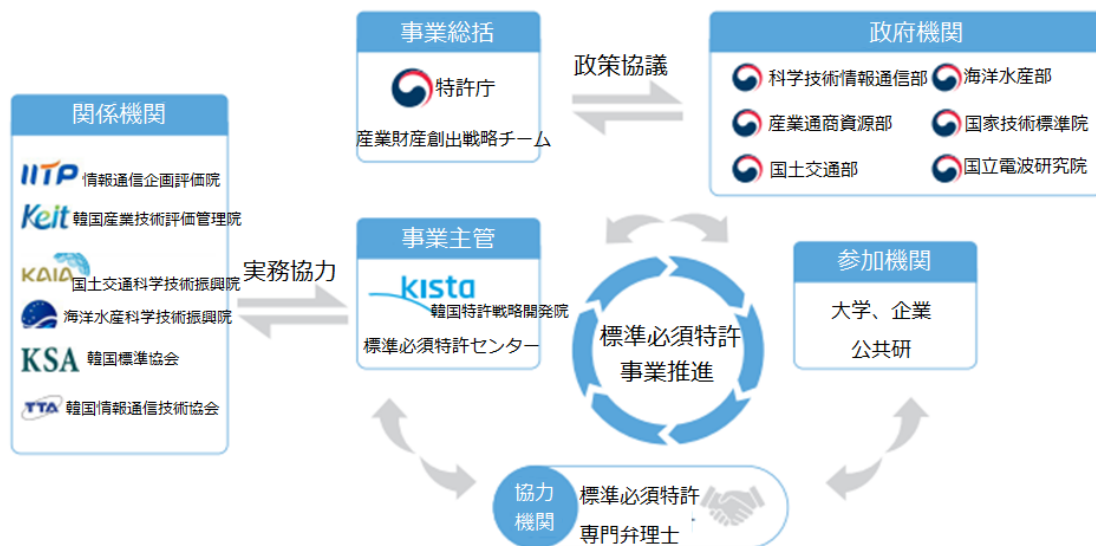 事業総括
特許庁
産業財産創出戦略チーム
政策協議
政府機関
科学技術情報通信部
海洋水産部
産業通商資源部
国家技術標準院
国土交通部
国立電波研究院
関係機関
IITP 情報通信企画評価院
Keit 韓国産業技術評価管理院
KAIA 国土交通科学技術振興院
海洋水産科学技術振興院
KSA 韓国標準協会
TTA 韓国情報通信技術協会
実務協力
事業主管
kista
韓国特許戦略開発院
標準必須特許センター
標準必須特許
事業推進
参加機関
大学、企業
公共研
協力
機関
標準必須特許
専門弁理士